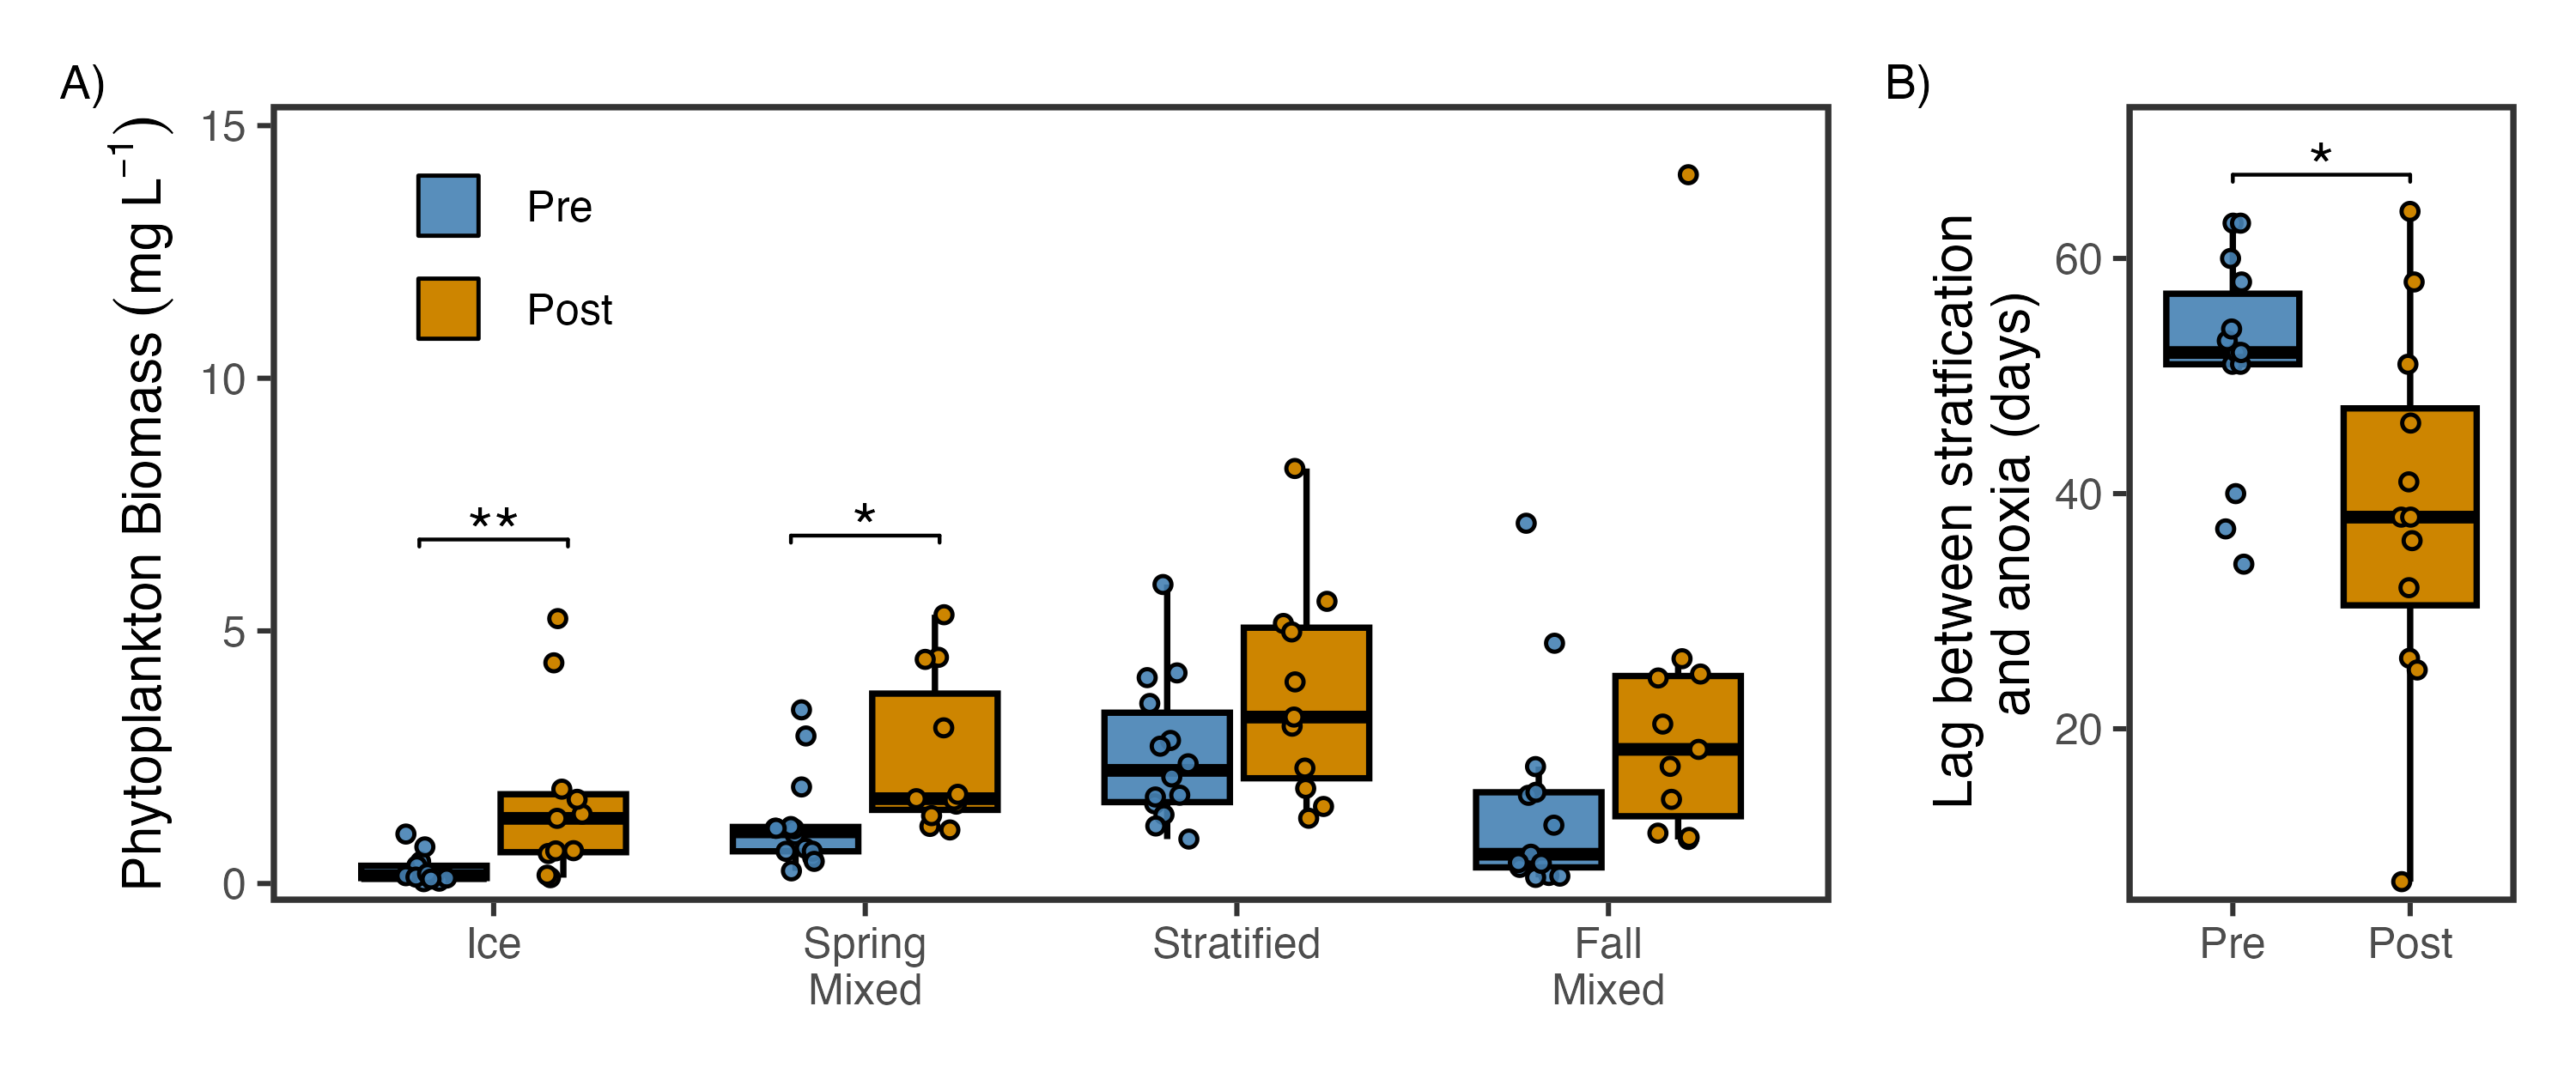 A)
Phytoplankton Biomass (mg L⁻¹)
15
10
5
0
Pre
Post
**
*
Ice
Spring
Mixed
Stratified
Fall
Mixed
B)
Lag between stratification
and anoxia (days)
60
40
20
*
Pre
Post